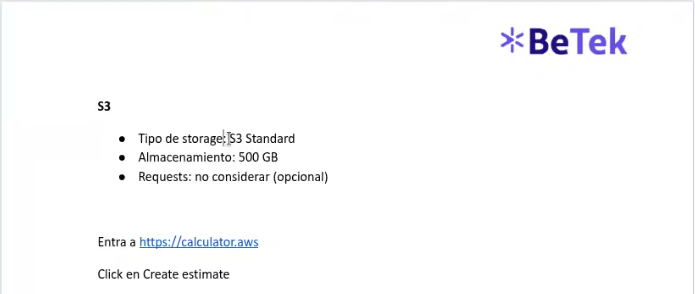 BeTek
S3
● Tipo de storage: S3 Standard
● Almacenamiento: 500 GB
● Requests: no considerar (opcional)
Entra a https://calculator.aws
Click en Create estimate